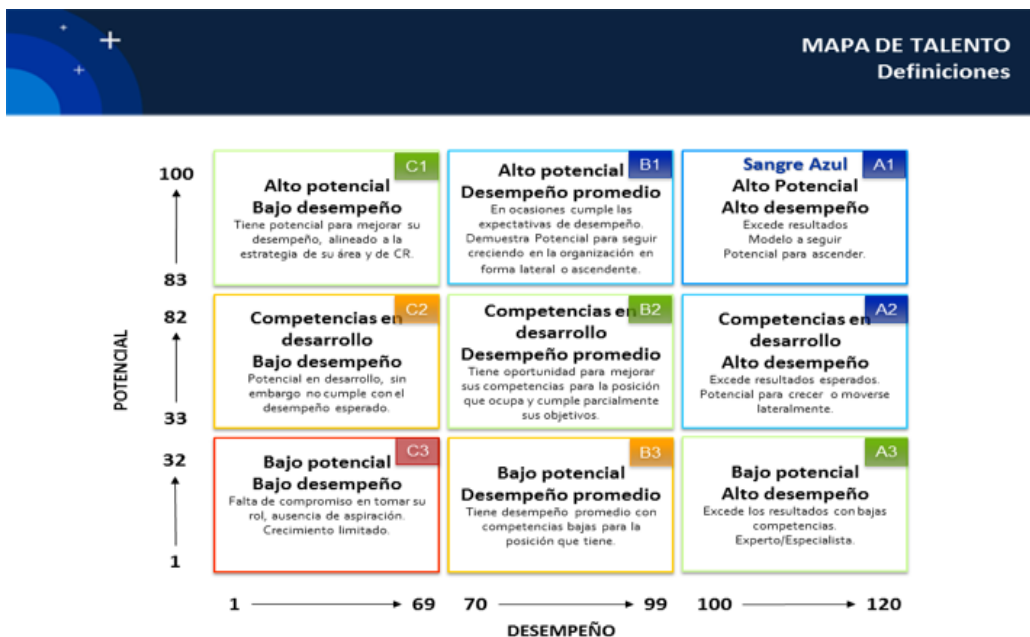 MAPA DE TALENTO
Definiciones
POTENCIAL
100
83
82
33
32
1
C1
Alto potencial
Bajo desempeño
Tiene potencial para mejorar su
desempeño, alineado a la
estrategia de su área y de CR.
B1
Alto potencial
Desempeño promedio
En ocasiones cumple las
expectativas de desempeño.
Demuestra Potencial para seguir
creciendo en la organización en
forma lateral o ascendente.
A1
Sangre Azul
Alto Potencial
Alto desempeño
Excede resultados
Modelo a seguir
Potencial para ascender.
C2
Competencias en
desarrollo
Bajo desempeño
Potencial en desarrollo, sin
embargo no cumple con el
desempeño esperado.
B2
Competencias en
desarrollo
Desempeño promedio
Tiene oportunidad para mejorar
sus competencias para la posición
que ocupa y cumple parcialmente
sus objetivos.
A2
Competencias en
desarrollo
Alto desempeño
Excede resultados esperados.
Potencial para crecer o moverse
lateralmente.
C3
Bajo potencial
Bajo desempeño
Falta de compromiso en tomar su
rol, ausencia de aspiración.
Crecimiento limitado.
B3
Bajo potencial
Desempeño promedio
Tiene desempeño promedio con
competencias bajas para la
posición que tiene.
A3
Bajo potencial
Alto desempeño
Excede los resultados con bajas
competencias.
Experto/Especialista.
1 69 70 99 100 120
DESEMPEÑO